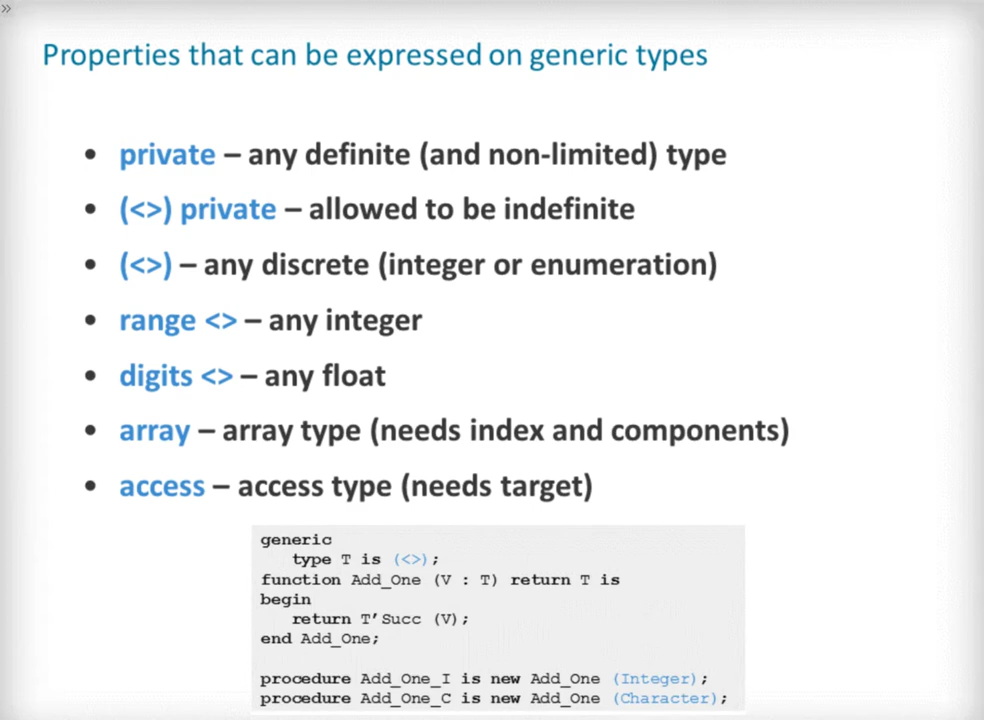 »
Properties that can be expressed on generic types
• private – any definite (and non-limited) type
• (<>) private – allowed to be indefinite
• (<>) – any discrete (integer or enumeration)
• range <> – any integer
• digits <> – any float
• array – array type (needs index and components)
• access – access type (needs target)
generic
   type T is (<>);
function Add_One (V : T) return T is
begin
   return T'Succ (V);
end Add_One;
procedure Add_One_I is new Add_One (Integer);
procedure Add_One_C is new Add_One (Character);